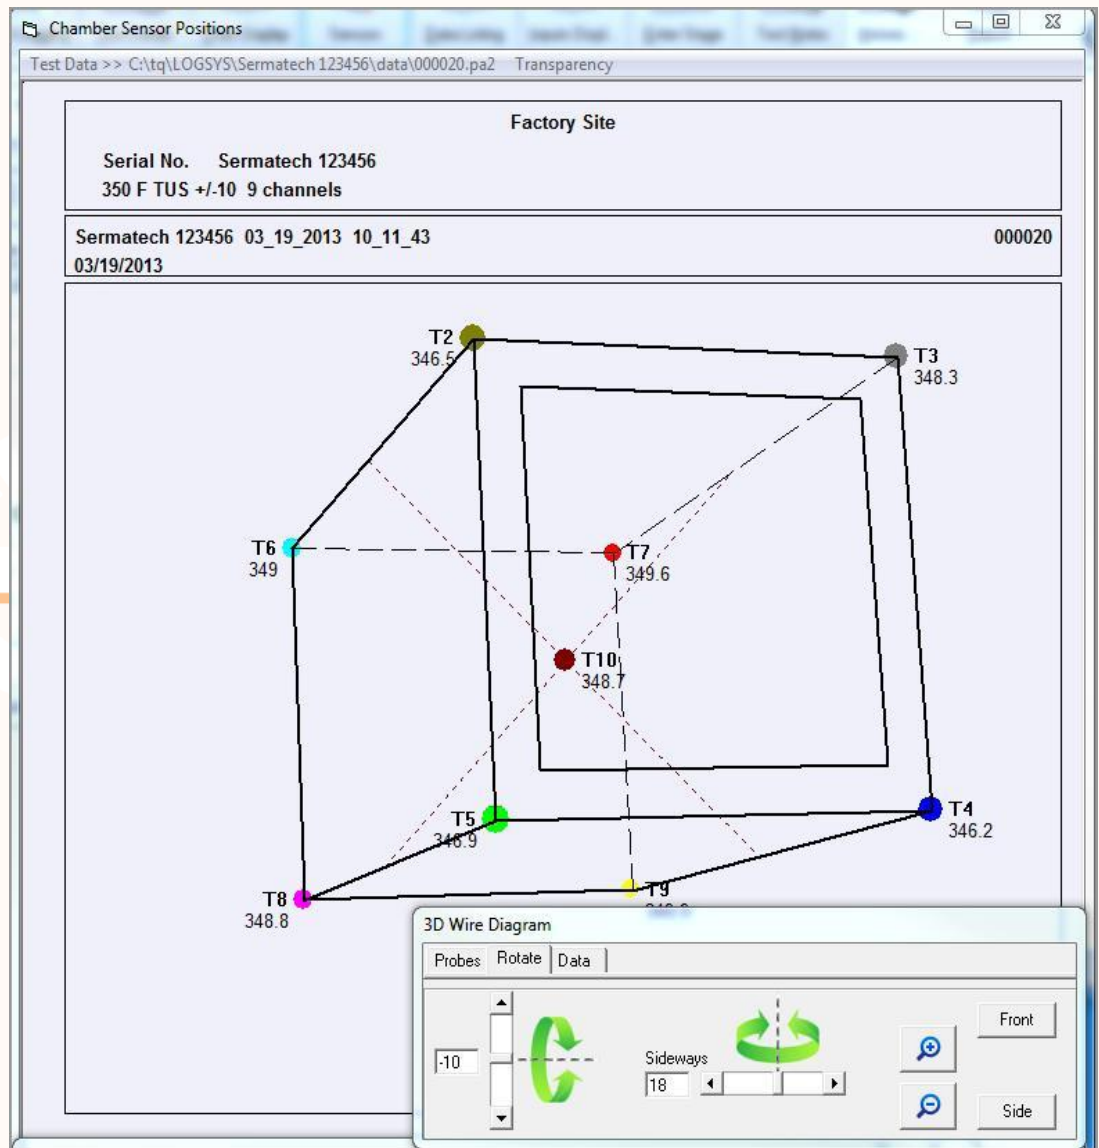 Chamber Sensor Positions
Test Data >> C:\tq\LOGSYS\Sermatech 123456\data\000020.pa2 Transparency
Factory Site
Serial No. Sermatech 123456
350 F TUS +/-10 9 channels
Sermatech 123456 03_19_2013 10_11_43 000020
03/19/2013
T2
346.5
T3
348.3
T6
349
T7
349.6
T10
348.7
T5
346.9
T4
346.2
T8
348.8
T9
3D Wire Diagram
Probes Rotate Data
-10
Sideways
18
Front
Side